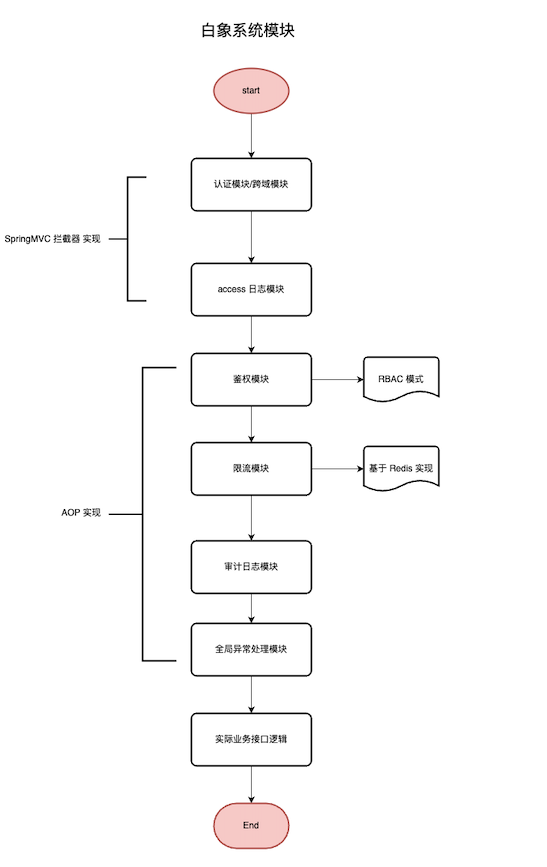 白象系统模块
start
认证模块/跨域模块
SpringMVC 拦截器 实现
access 日志模块
鉴权模块
RBAC 模式
限流模块
基于 Redis 实现
AOP 实现
审计日志模块
全局异常处理模块
实际业务接口逻辑
End